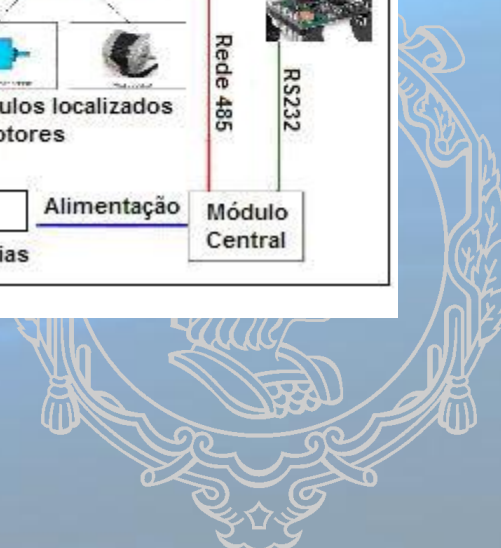 Rede 485
RS232
ulos localizados
otores
Alimentação
Módulo
Central
ias